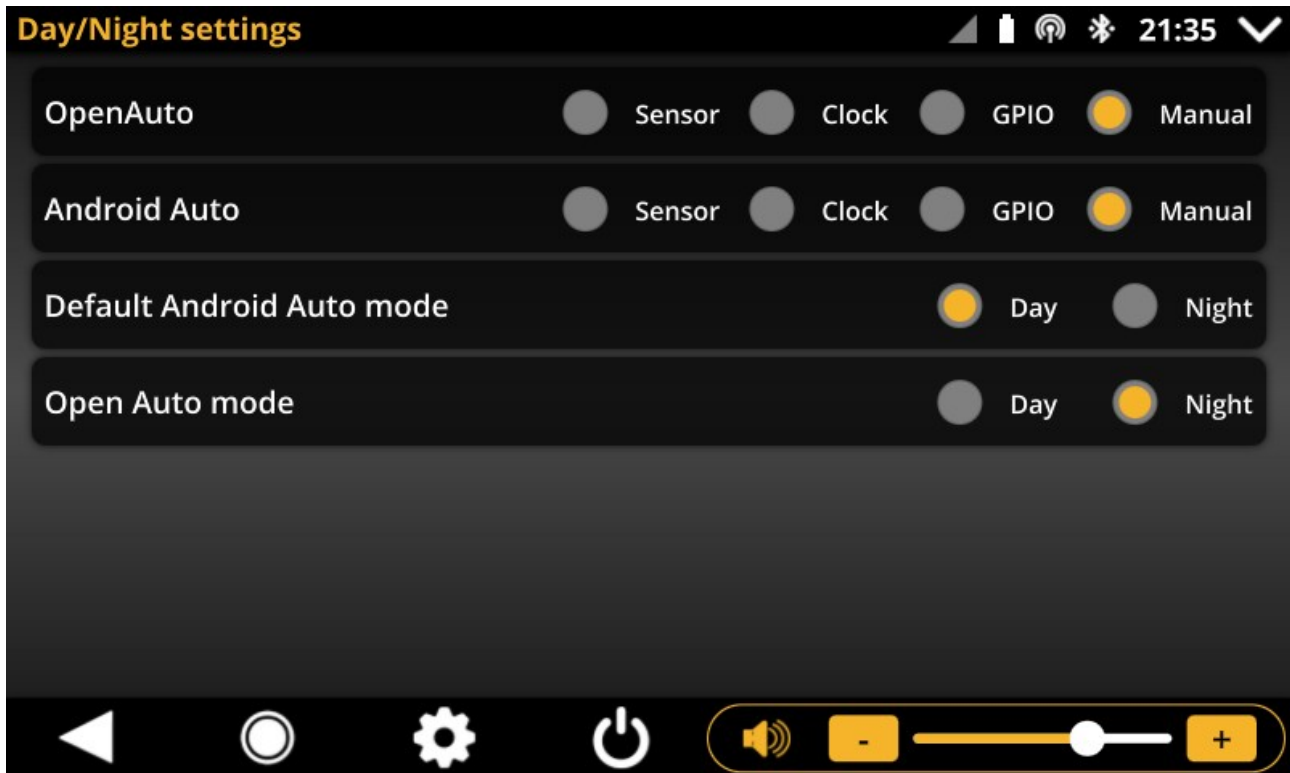 Day/Night settings 21:35
OpenAuto Sensor Clock GPIO Manual
Android Auto Sensor Clock GPIO Manual
Default Android Auto mode Day Night
Open Auto mode Day Night
- +